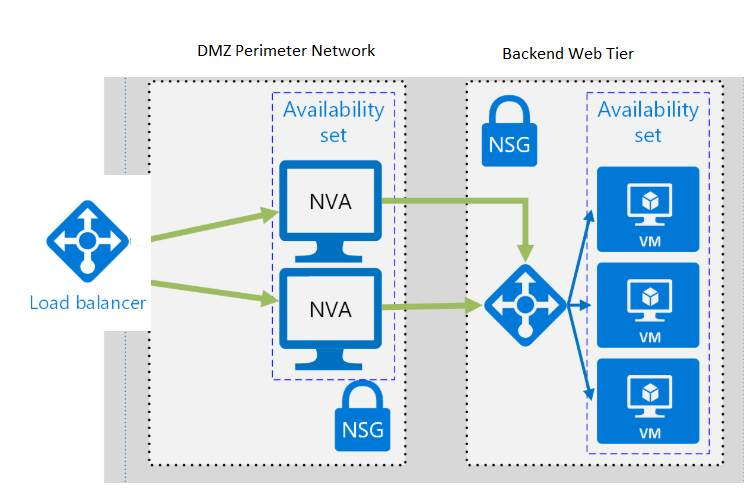 DMZ Perimeter Network
Backend Web Tier
Availability
set
NVA
NVA
NSG
Load balancer
NSG
Availability
set
VM
VM
VM